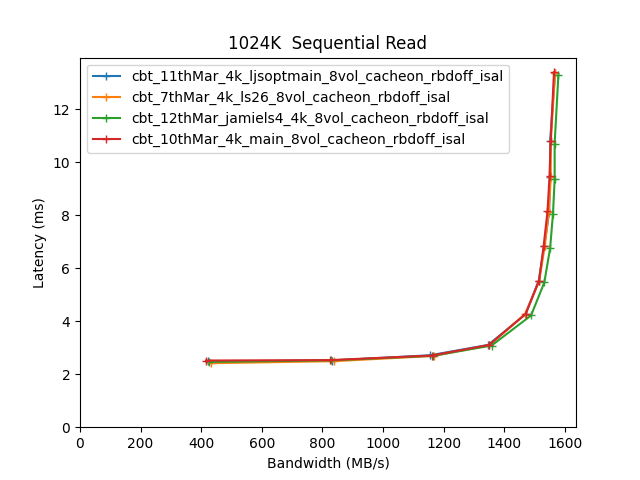 1024K  Sequential Read
cbt_11thMar_4k_ljsoptmain_8vol_cacheon_rbdoff_isal
cbt_7thMar_4k_ls26_8vol_cacheon_rbdoff_isal
cbt_12thMar_jamiels4_4k_8vol_cacheon_rbdoff_isal
cbt_10thMar_4k_main_8vol_cacheon_rbdoff_isal
Latency (ms)
12
10
8
6
4
2
0
0 200 400 600 800 1000 1200 1400 1600
Bandwidth (MB/s)